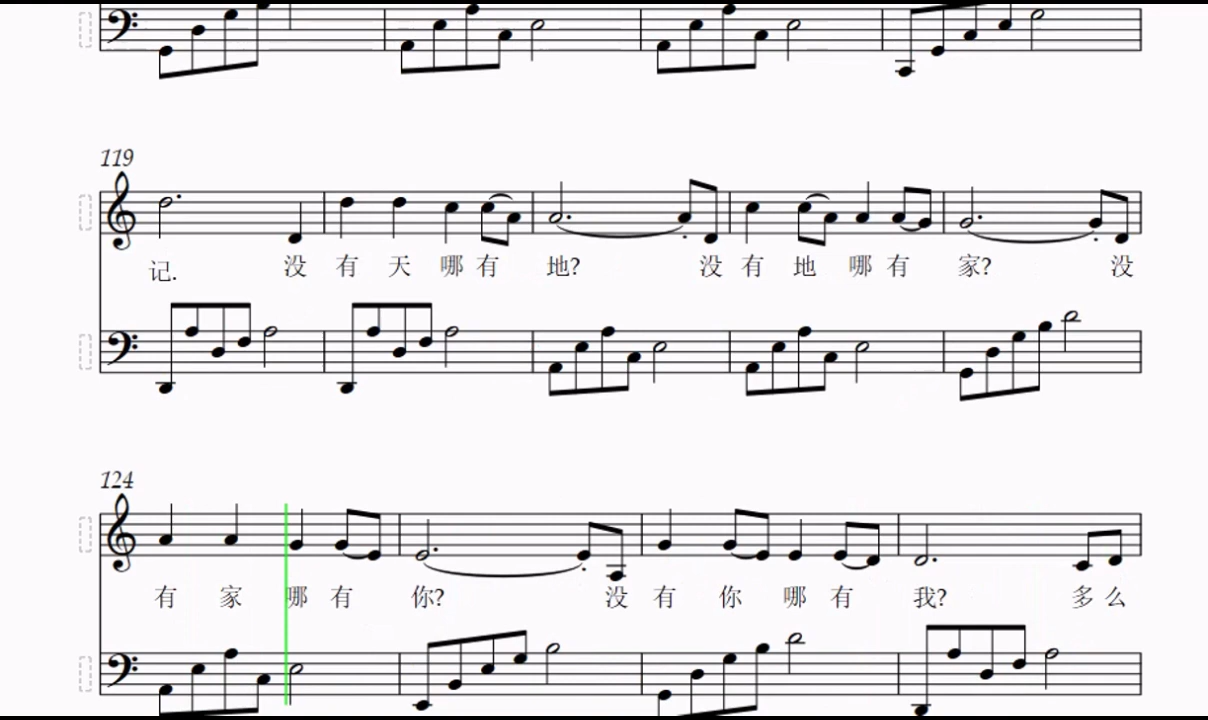 119
记. 没 有 天 哪 有 地? 没 有 地 哪 有 家? 没
124
有 家 哪 有 你? 没 有 你 哪 有 我? 多 么